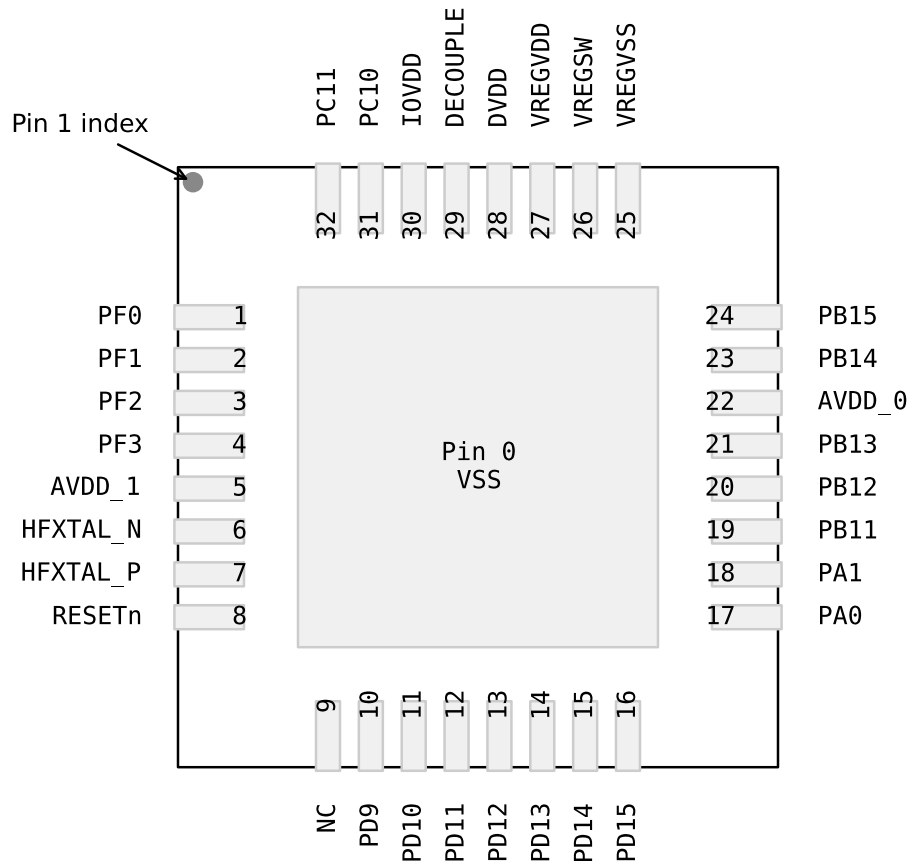 PC11
PC10
IOVDD
DECOUPLE
DVDD
VREGVDD
VREGSW
VREGVSS
Pin 1 index
32
31
30
29
28
27
26
25
PF0 1
PF1 2
PF2 3
PF3 4
AVDD_1 5
HFXTAL_N 6
HFXTAL_P 7
RESETn 8
Pin 0
VSS
24 PB15
23 PB14
22 AVDD_0
21 PB13
20 PB12
19 PB11
18 PA1
17 PA0
9
10
11
12
13
14
15
16
NC
PD9
PD10
PD11
PD12
PD13
PD14
PD15